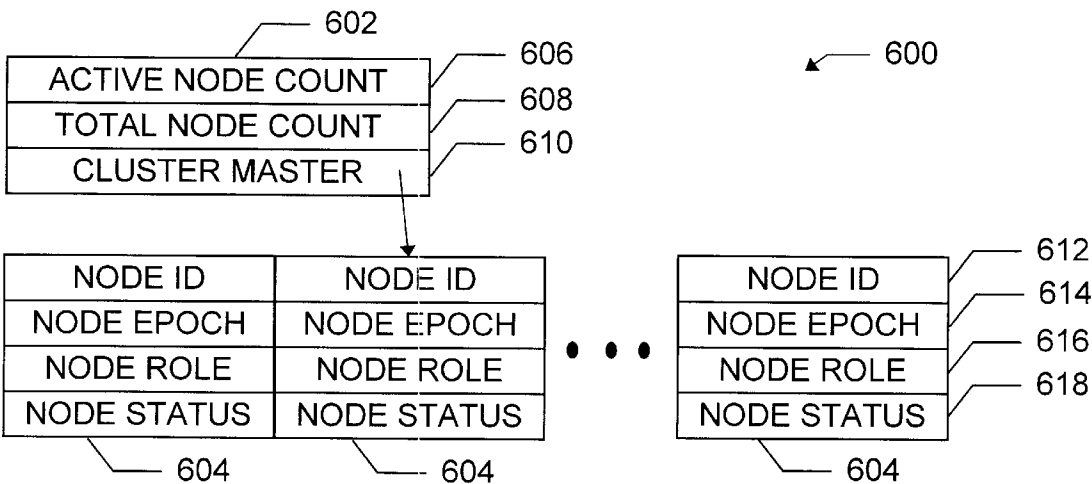 602
ACTIVE NODE COUNT 606 600
TOTAL NODE COUNT 608
CLUSTER MASTER 610
NODE ID NODE ID NODE ID 612
NODE EPOCH NODE EPOCH NODE EPOCH 614
NODE ROLE NODE ROLE NODE ROLE 616
NODE STATUS NODE STATUS NODE STATUS 618
604 604 604